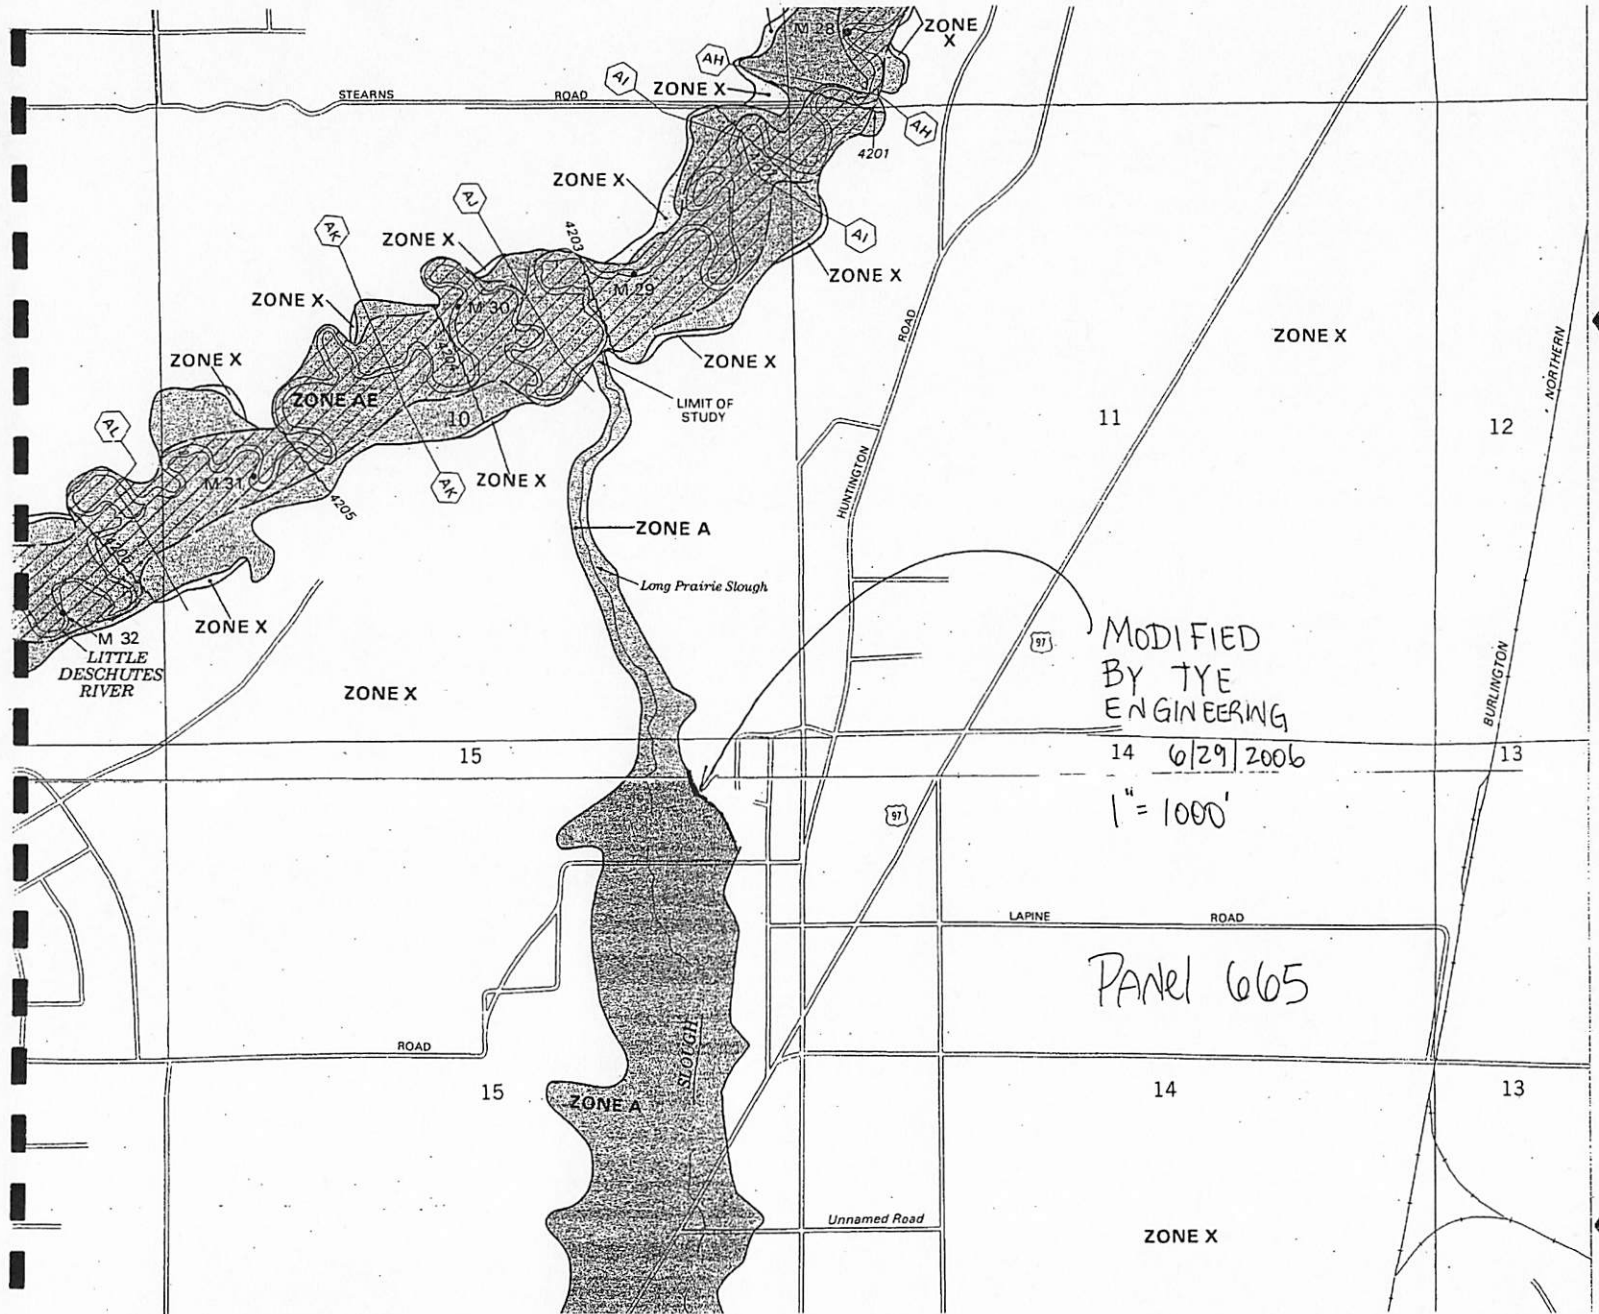 M 28
ZONE
X
AH
AI
ZONE X
STEARNS ROAD
AH
4201
ZONE X
AJ
4203
AK
ZONE X
AI
ZONE X
M 29
ZONE X
M 30
ZONE X
ROAD
NORTHERN
ZONE X
ZONE X
ZONE AE
LIMIT OF
STUDY
10
11
12
AL
HUNTINGTON
ZONE X
AK
M 31
4205
ZONE A
Long Prairie Slough
ZONE X
M 32
LITTLE
DESCHUTES
RIVER
97
MODIFIED
BY TYE
ENGINEERING
BURLINGTON
ZONE X
15
14 6/29/2006
13
1" = 1000'
97
LAPINE ROAD
PANEl 665
ROAD
SLOUGH
15
ZONE A
14
13
Unnamed Road
ZONE X